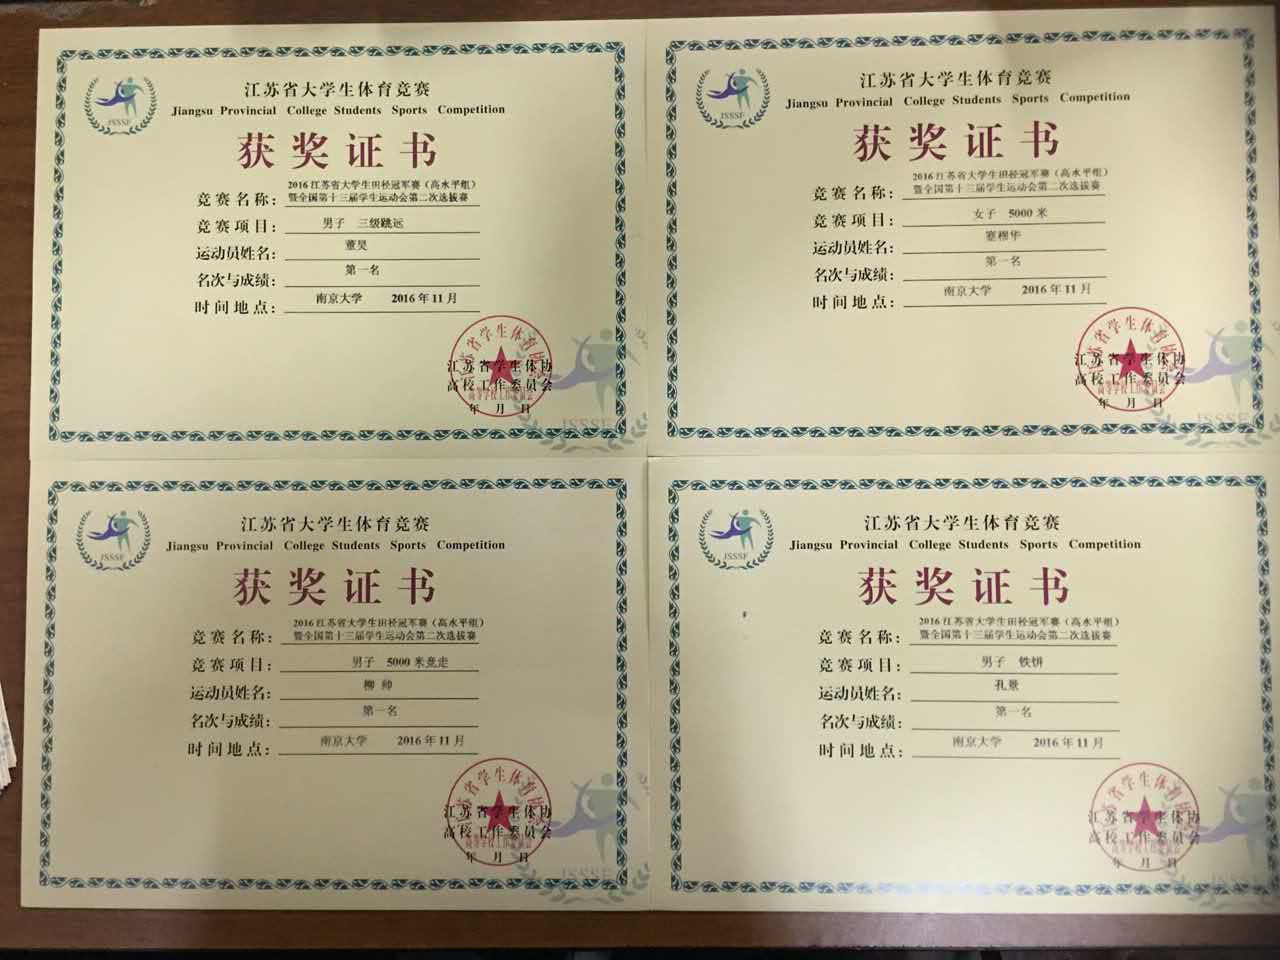 JSSSF
江苏省大学生体育竞赛
Jiangsu Provincial College Students Sports Competition
获奖证书
竞赛名称：
2016江苏省大学生田径冠军赛（高水平组）
暨全国第十三届学生运动会第二次选拔赛
竞赛项目： 男子 三级跳远
运动员姓名： 董昊
名次与成绩： 第一名
时间地点： 南京大学 2016年11月
江苏省学生体协
高校工作委员会
年 月 日
JSSSF
JSSSF
江苏省大学生体育竞赛
Jiangsu Provincial College Students Sports Competition
获奖证书
竞赛名称：
2016江苏省大学生田径冠军赛（高水平组）
暨全国第十三届学生运动会第二次选拔赛
竞赛项目： 女子 5000米
运动员姓名： 蹇樱华
名次与成绩： 第一名
时间地点： 南京大学 2016年11月
江苏省学生体协
高校工作委员会
年 月 日
JSSSF
JSSSF
江苏省大学生体育竞赛
Jiangsu Provincial College Students Sports Competition
获奖证书
竞赛名称：
2016江苏省大学生田径冠军赛（高水平组）
暨全国第十三届学生运动会第二次选拔赛
竞赛项目： 男子 5000米竞走
运动员姓名： 柳 帅
名次与成绩： 第一名
时间地点： 南京大学 2016年11月
江苏省学生体协
高校工作委员会
年 月 日
JSSSF
JSSSF
江苏省大学生体育竞赛
Jiangsu Provincial College Students Sports Competition
获奖证书
竞赛名称：
2016江苏省大学生田径冠军赛（高水平组）
暨全国第十三届学生运动会第二次选拔赛
竞赛项目： 男子 铁饼
运动员姓名： 孔景
名次与成绩： 第一名
时间地点： 南京大学 2016年11月
江苏省学生体协
高校工作委员会
年 月 日
JSSSF